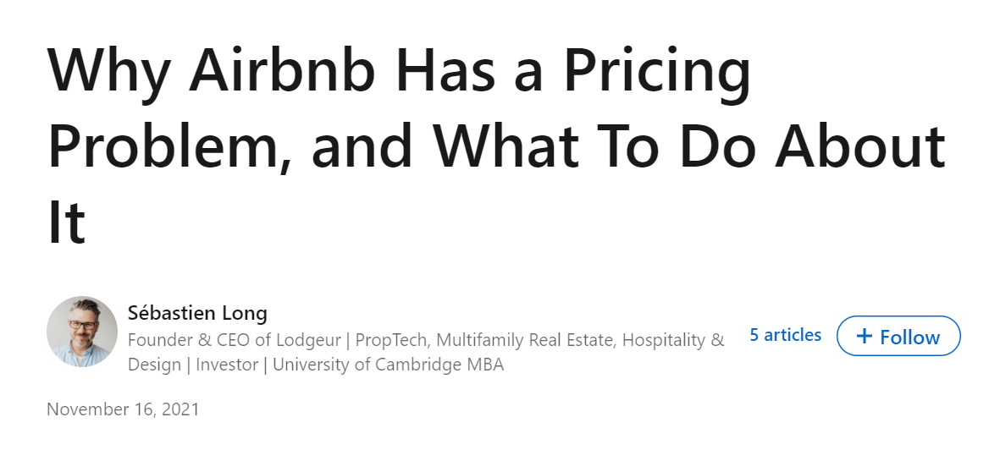 Why Airbnb Has a Pricing
Problem, and What To Do About
It
Sébastien Long
Founder & CEO of Lodgeur | PropTech, Multifamily Real Estate, Hospitality &
Design | Investor | University of Cambridge MBA
5 articles
+ Follow
November 16, 2021